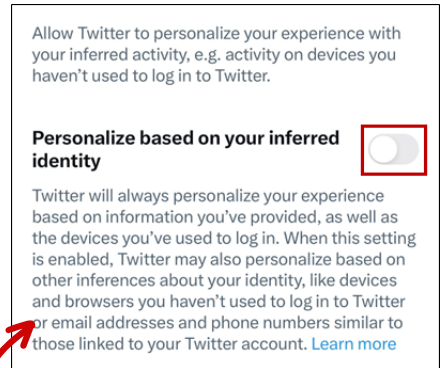 Allow Twitter to personalize your experience with
your inferred activity, e.g. activity on devices you
haven't used to log in to Twitter.
Personalize based on your inferred
identity
Twitter will always personalize your experience
based on information you've provided, as well as
the devices you've used to log in. When this setting
is enabled, Twitter may also personalize based on
other inferences about your identity, like devices
and browsers you haven't used to log in to Twitter
or email addresses and phone numbers similar to
those linked to your Twitter account. Learn more